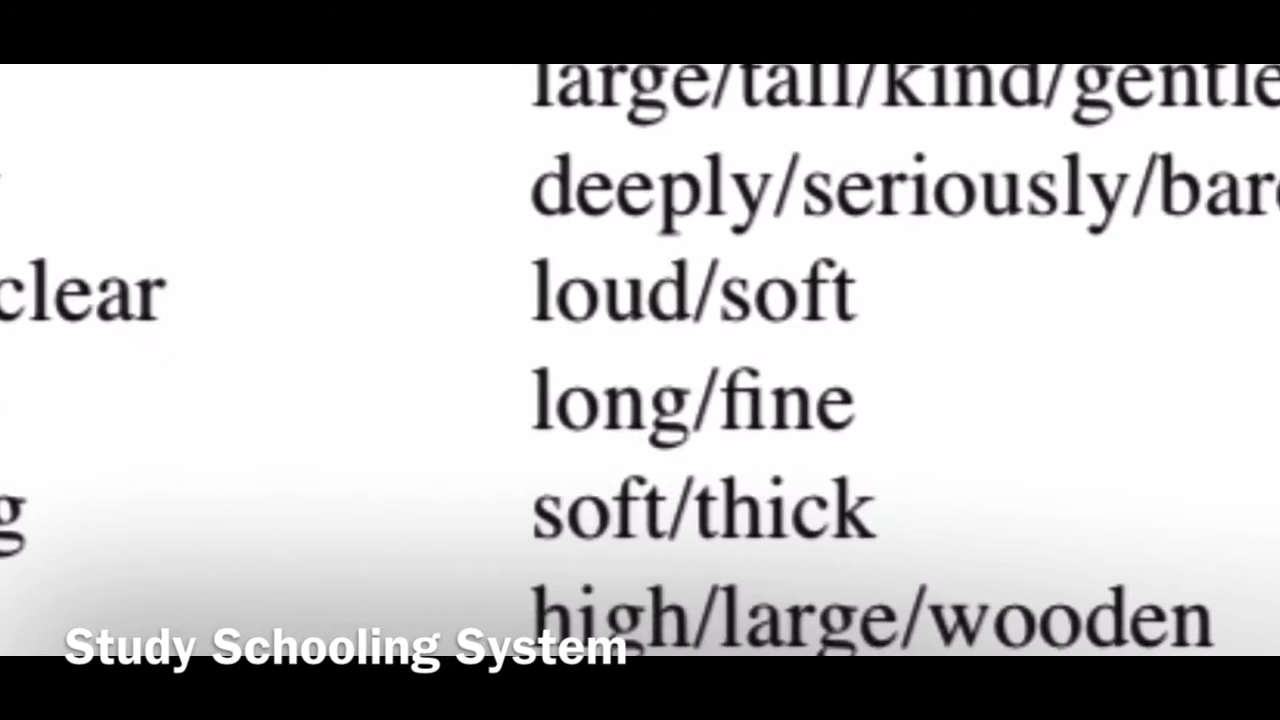 large/tall/kind/gentle
deeply/seriously/
clear loud/soft
long/fine
soft/thick
high/large/wooden
Study Schooling System